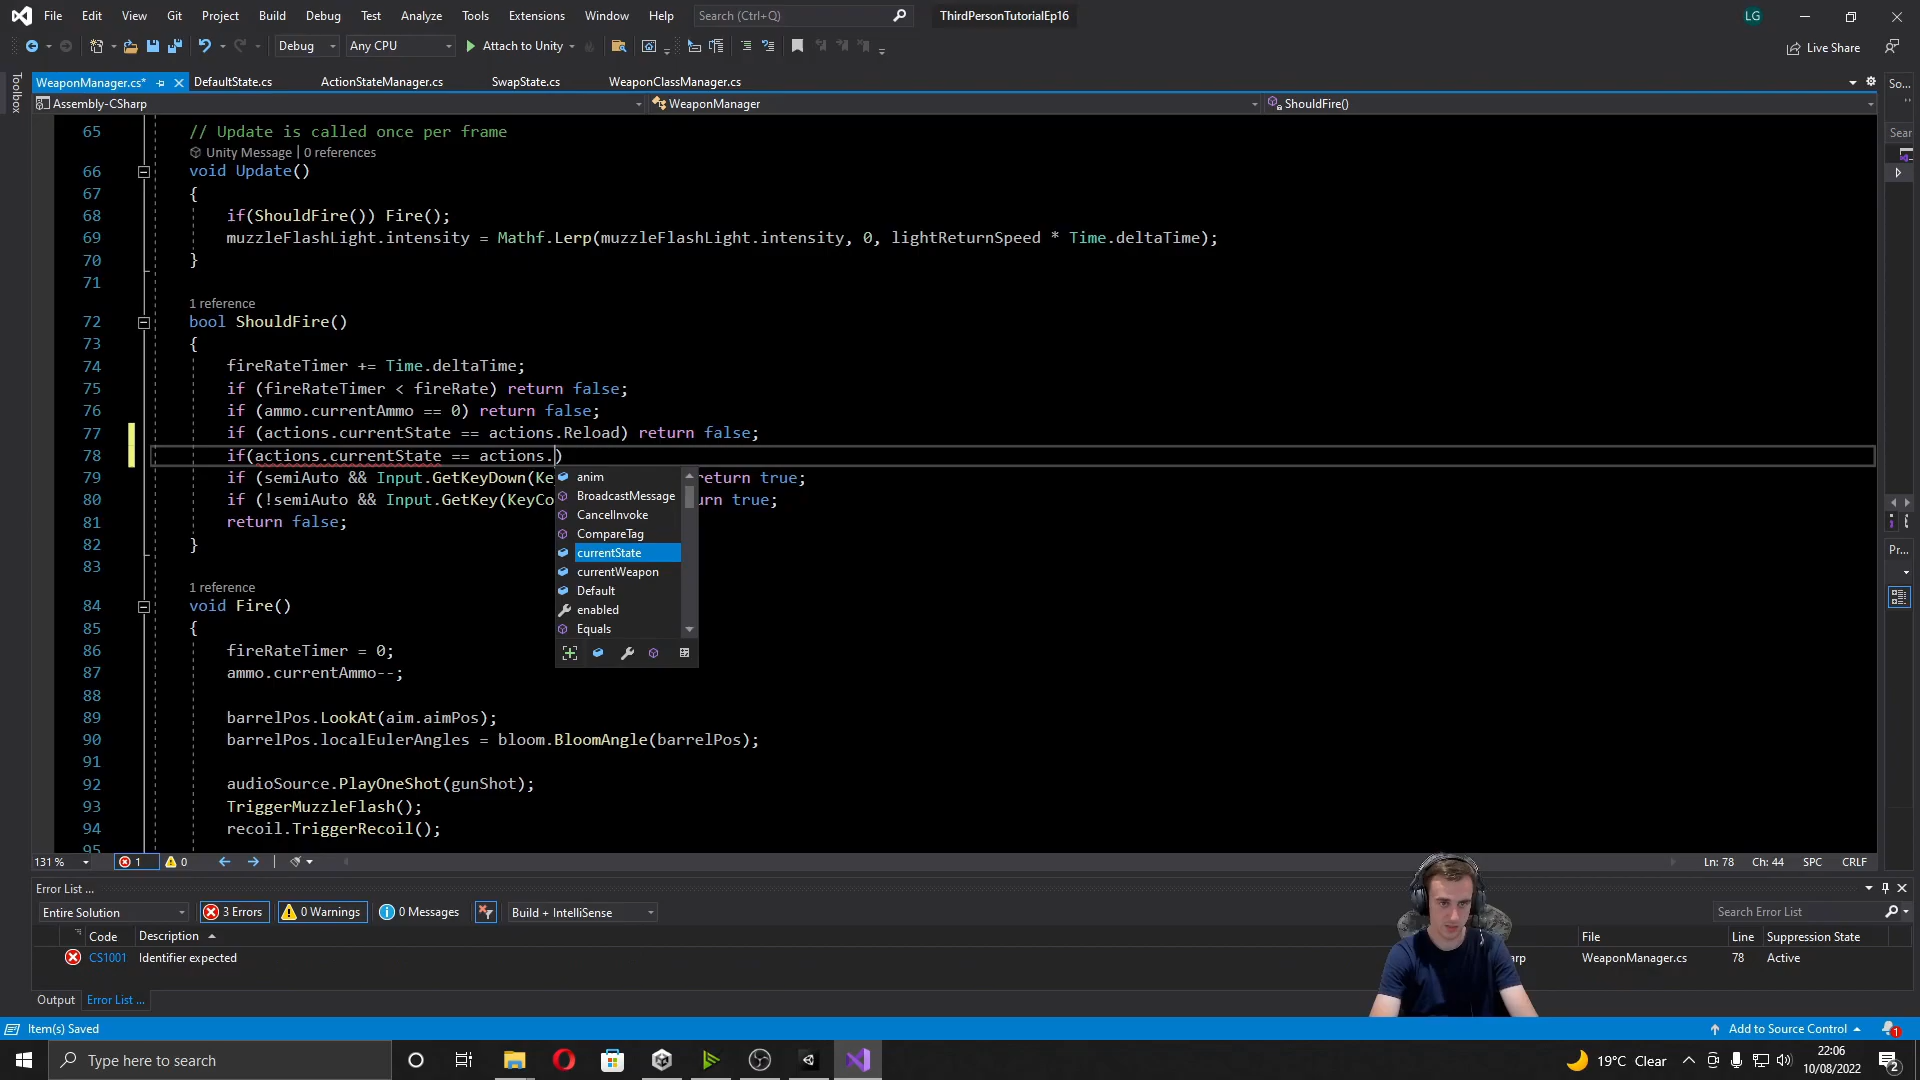 File Edit View Git Project Build Debug Test Analyze Tools Extensions Window Help Search (Ctrl+Q) ThirdPersonTutorialEp16 LG
Debug Any CPU Attach to Unity Live Share
Toolbox
WeaponManager.cs* DefaultState.cs ActionStateManager.cs SwapState.cs WeaponClassManager.cs So...
Assembly-CSharp WeaponManager ShouldFire()
Sear
65 // Update is called once per frame
Unity Message | 0 references
66 void Update()
67 {
68 if(ShouldFire()) Fire();
69 muzzleFlashLight.intensity = Mathf.Lerp(muzzleFlashLight.intensity, 0, lightReturnSpeed * Time.deltaTime);
70 }
71
1 reference
72 bool ShouldFire()
73 {
74 fireRateTimer += Time.deltaTime;
75 if (fireRateTimer < fireRate) return false;
76 if (ammo.currentAmmo == 0) return false;
77 if (actions.currentState == actions.Reload) return false;
78 if(actions.currentState == actions.)
79 if (semiAuto && Input.GetKeyDown(Ke return true;
80 if (!semiAuto && Input.GetKey(KeyCo urn true;
81 return false;
82 }
83
anim
BroadcastMessage
CancelInvoke
CompareTag
currentState
currentWeapon
Default
enabled
Equals
Pr...
1 reference
84 void Fire()
85 {
86 fireRateTimer = 0;
87 ammo.currentAmmo--;
88
89 barrelPos.LookAt(aim.aimPos);
90 barrelPos.localEulerAngles = bloom.BloomAngle(barrelPos);
91
92 audioSource.PlayOneShot(gunShot);
93 TriggerMuzzleFlash();
94 recoil.TriggerRecoil();
95
131 % 1 0 Ln: 78 Ch: 44 SPC CRLF
Error List ...
Entire Solution 3 Errors 0 Warnings 0 Messages Build + IntelliSense Search Error List
Code Description File Line Suppression State
CS1001 Identifier expected arp WeaponManager.cs 78 Active
Output Error List ...
Item(s) Saved Add to Source Control 1
Type here to search 19°C Clear 22:06
10/08/2022 2